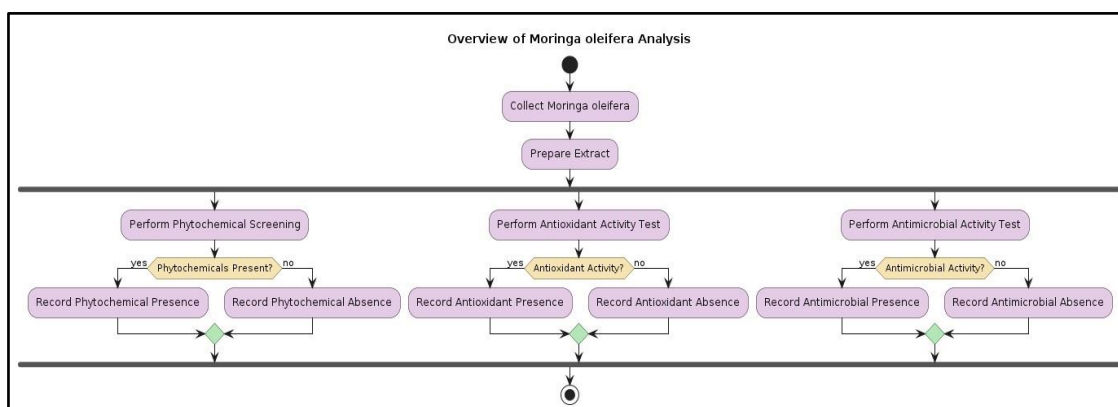 Overview of Moringa oleifera Analysis
Collect Moringa oleifera
Prepare Extract
Perform Phytochemical Screening
Perform Antioxidant Activity Test
Perform Antimicrobial Activity Test
yes
Phytochemicals Present?
no
yes
Antioxidant Activity?
no
yes
Antimicrobial Activity?
no
Record Phytochemical Presence
Record Phytochemical Absence
Record Antioxidant Presence
Record Antioxidant Absence
Record Antimicrobial Presence
Record Antimicrobial Absence